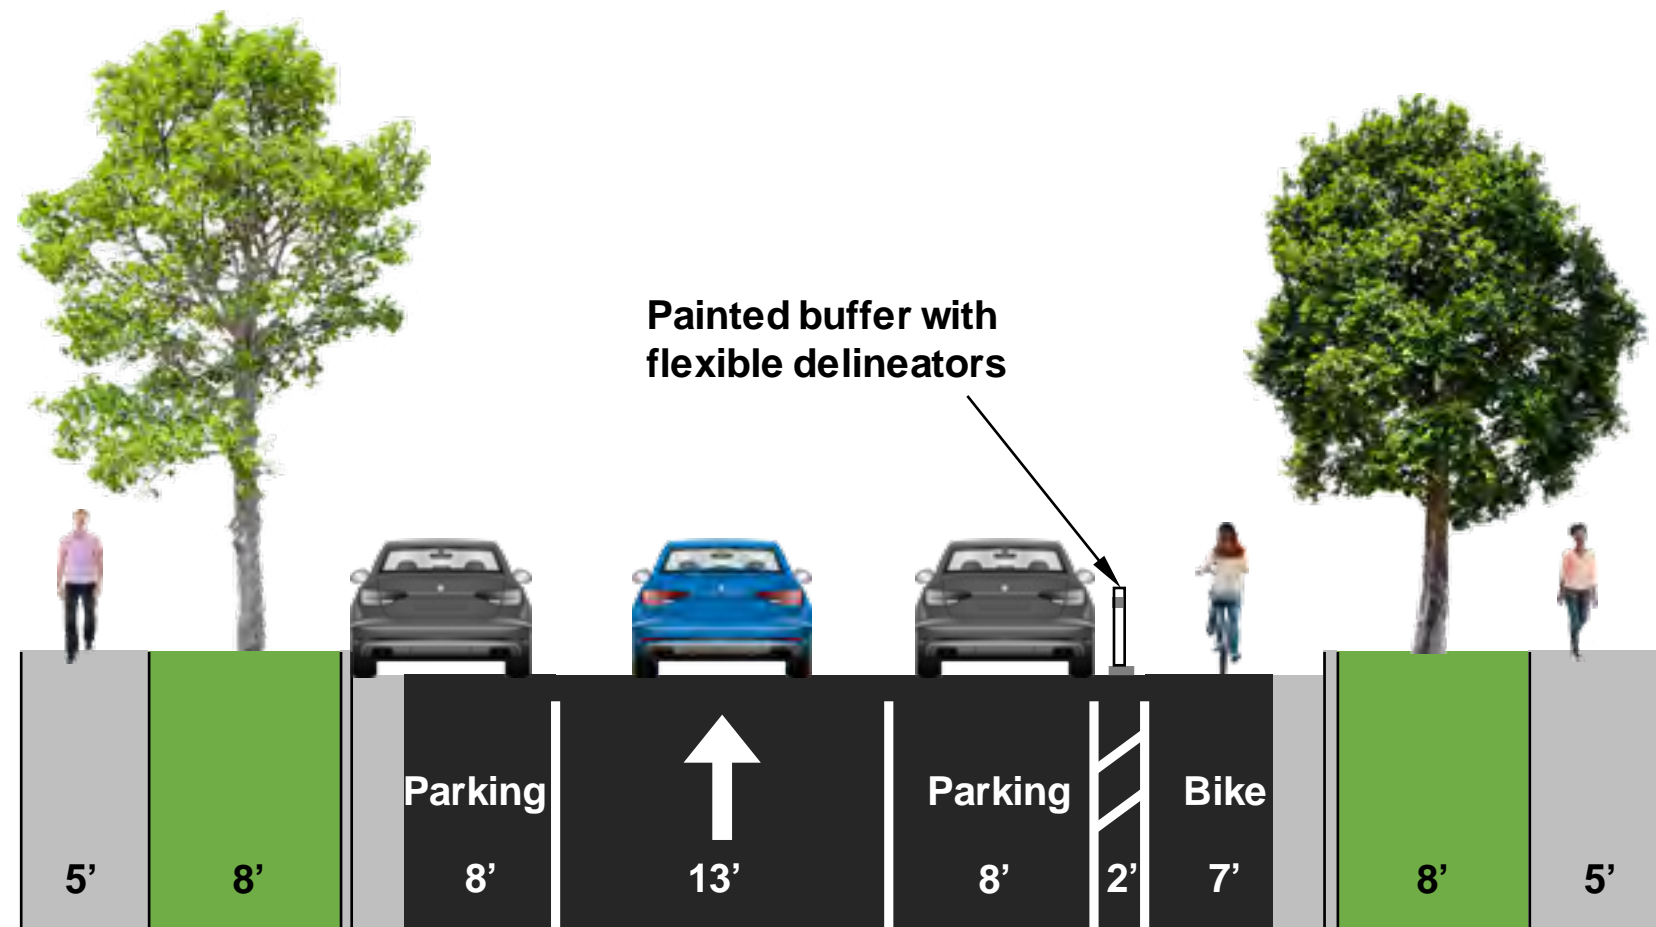 Painted buffer with
flexible delineators
Parking
Parking
Bike
5’
8’
8’
13’
8’
2’
7’
8’
5’